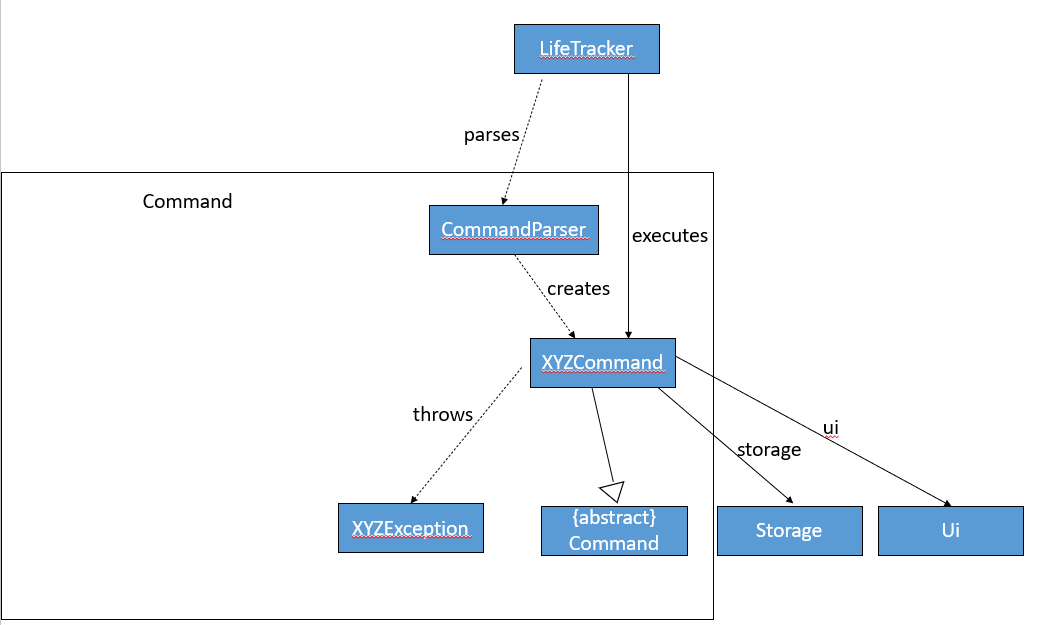 LifeTracker
parses
Command
CommandParser
executes
creates
XYZCommand
throws
ui
storage
XYZException
{abstract}
Command
Storage
Ui